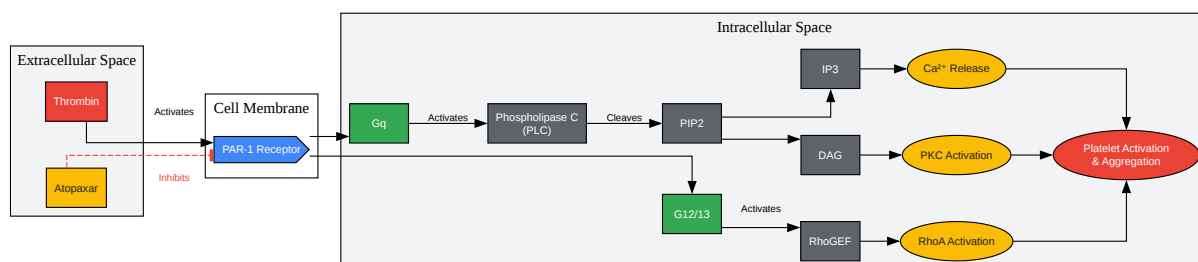 Intracellular Space
Extracellular Space
Thrombin
Activates
Cell Membrane
PAR-1 Receptor
Atopaxar
Inhibits
Gq
Activates
Phospholipase C
(PLC)
Cleaves
PIP2
IP3
Ca²⁺ Release
DAG
PKC Activation
Platelet Activation
& Aggregation
G12/13
Activates
RhoGEF
RhoA Activation